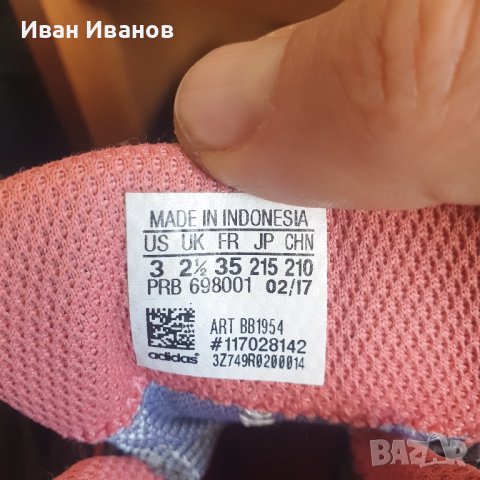 Иван Иванов
MADE IN INDONESIA
US UK FR JP CHN
3 2½ 35 215 210
PRB 698001 02/17
ART BB1954
#117028142
adidas 3Z749R0200014
BAZAR